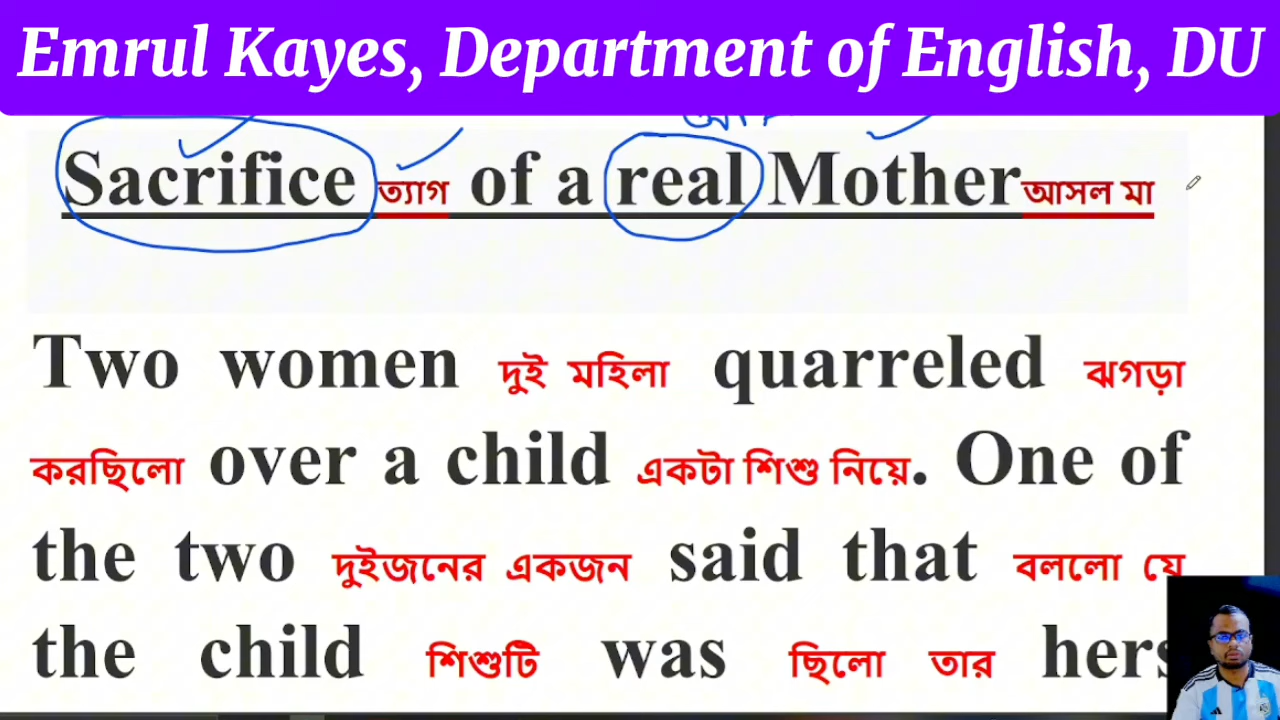 Emrul Kayes, Department of English, DU
Sacrifice ত্যাগ of a real Mother আসল মা
Two women দুই মহিলা quarreled ঝগড়া
করছিলো over a child একটা শিশু নিয়ে. One of
the two দুইজনের একজন said that বললো যে
the child শিশুটি was ছিলো তার hers